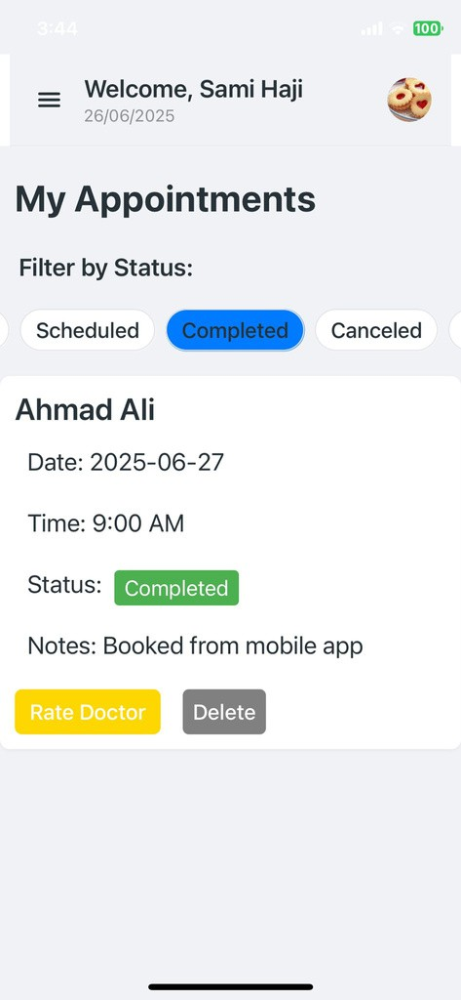 3:44
100
Welcome, Sami Haji
26/06/2025
My Appointments
Filter by Status:
Scheduled Completed Canceled
Ahmad Ali
Date: 2025-06-27
Time: 9:00 AM
Status: Completed
Notes: Booked from mobile app
Rate Doctor Delete